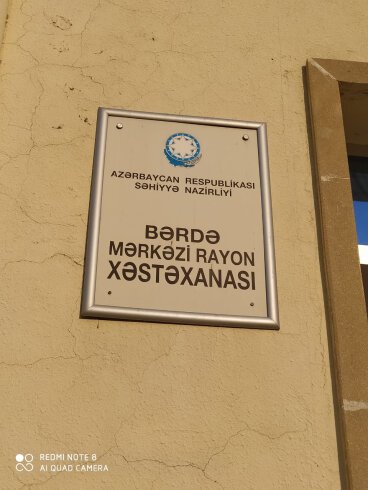 AZƏRBAYCAN RESPUBLİKASI
SƏHİYYƏ NAZİRLİYİ
BƏRDƏ
MƏRKƏZİ RAYON
XƏSTƏXANASI
REDMI NOTE 8
AI QUAD CAMERA